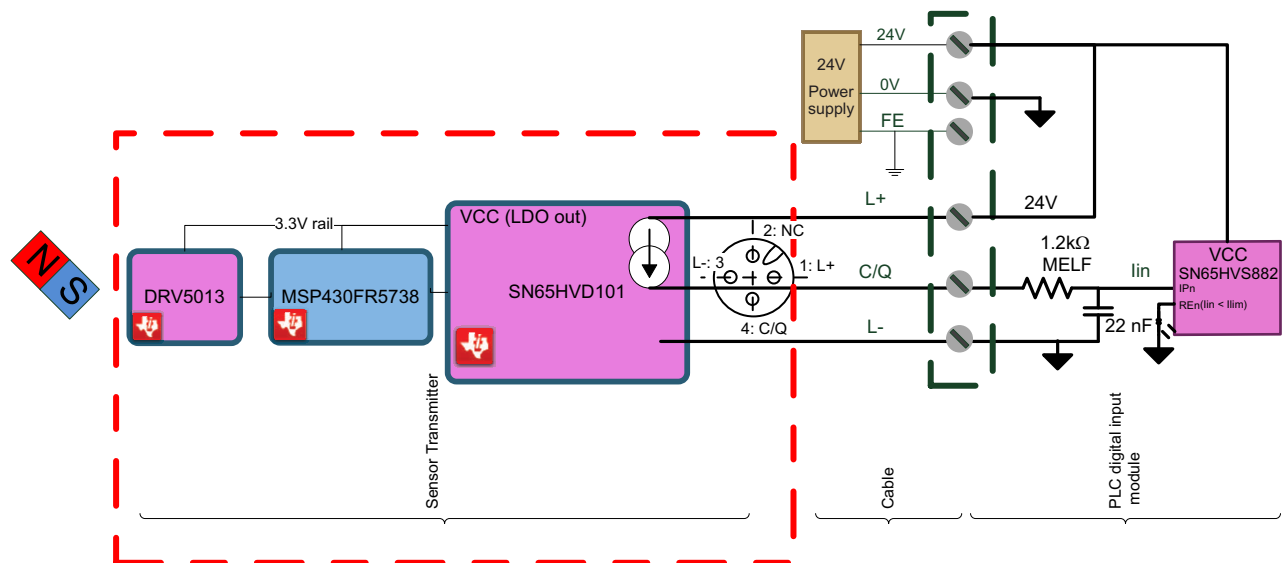 24V
0V
FE
24V
Power
supply
L+
24V
C/Q
L-
1.2kΩ
MELF
Iin
22 nF
VCC
SN65HVS882
IPn
REn(Iin < Ilim)
N
S
3.3V rail
DRV5013
MSP430FR5738
VCC (LDO out)
SN65HVD101
2: NC
L-: 3
1: L+
4: C/Q
Sensor Transmitter
Cable
PLC digital input
module